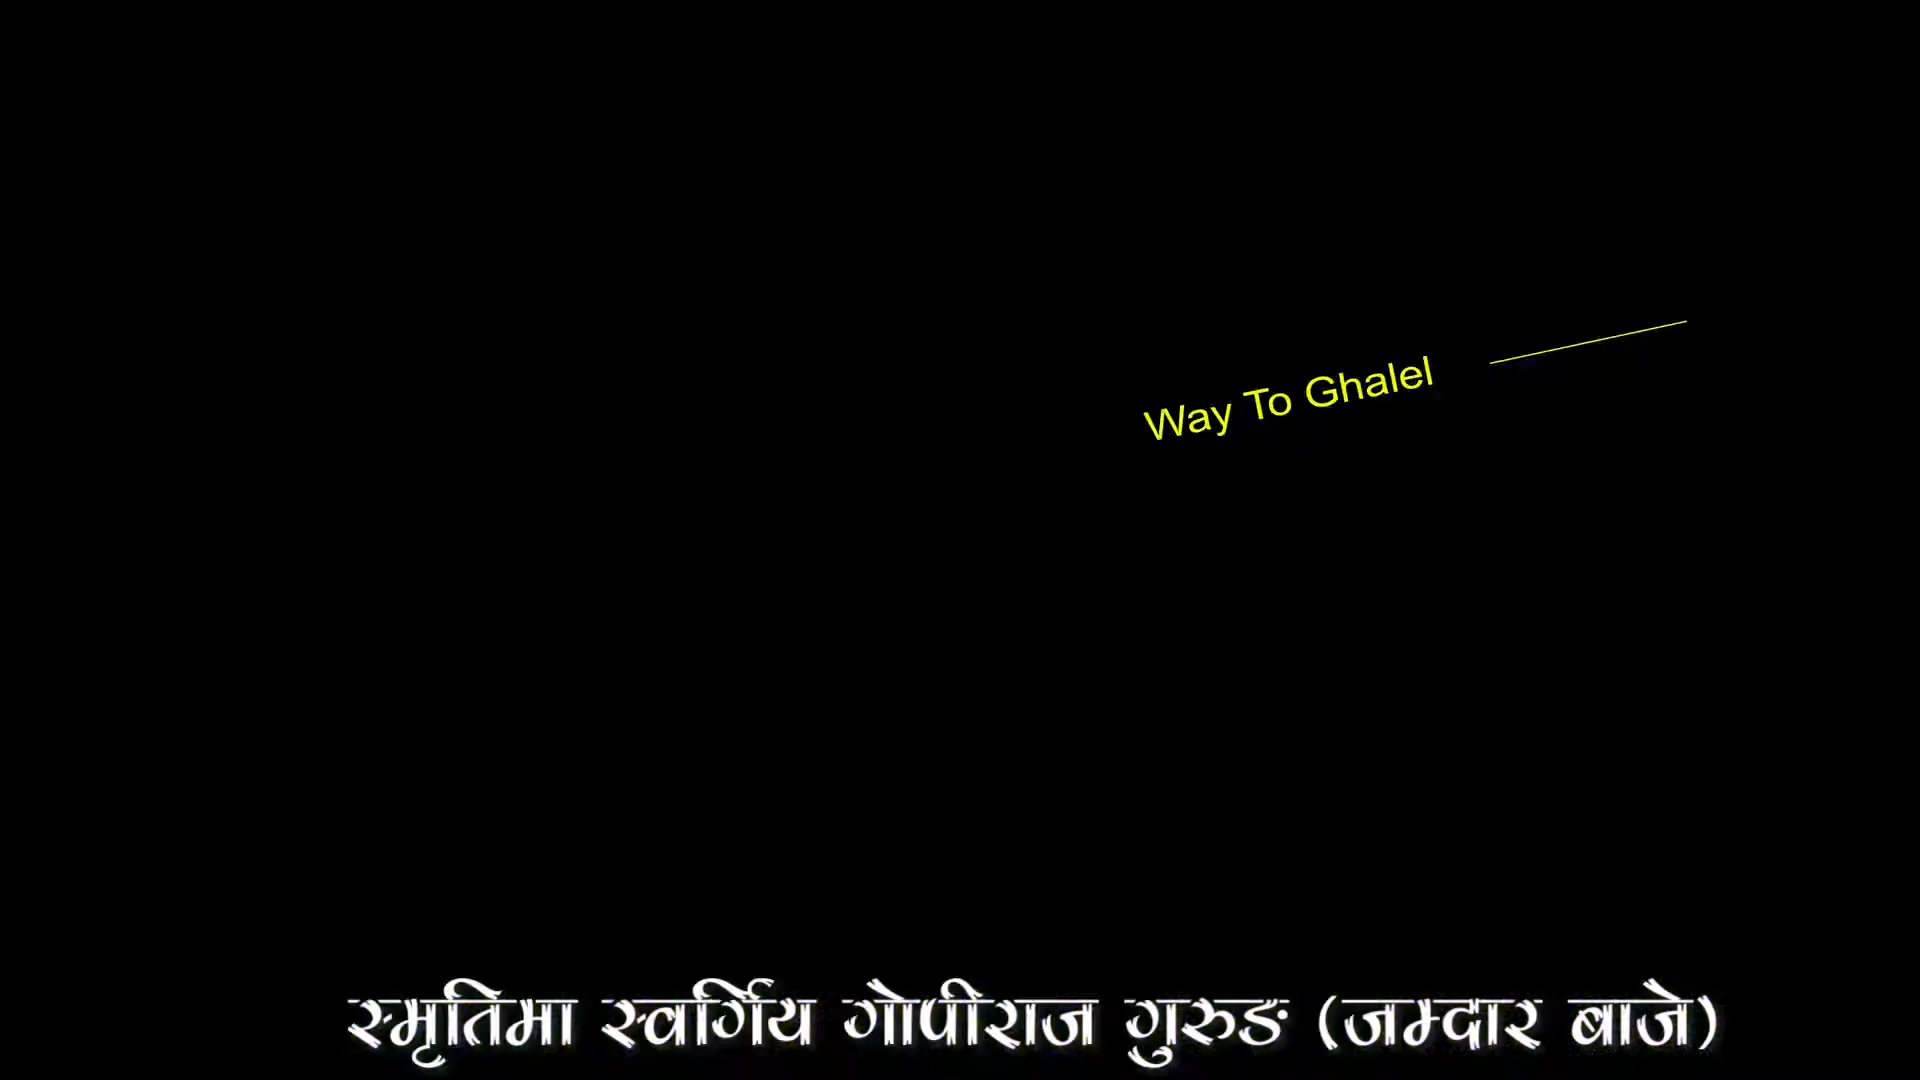 Way To Ghalel
स्मृतिमा स्वर्गिय गोपीराज गुरुङ (जम्दार बाजे)